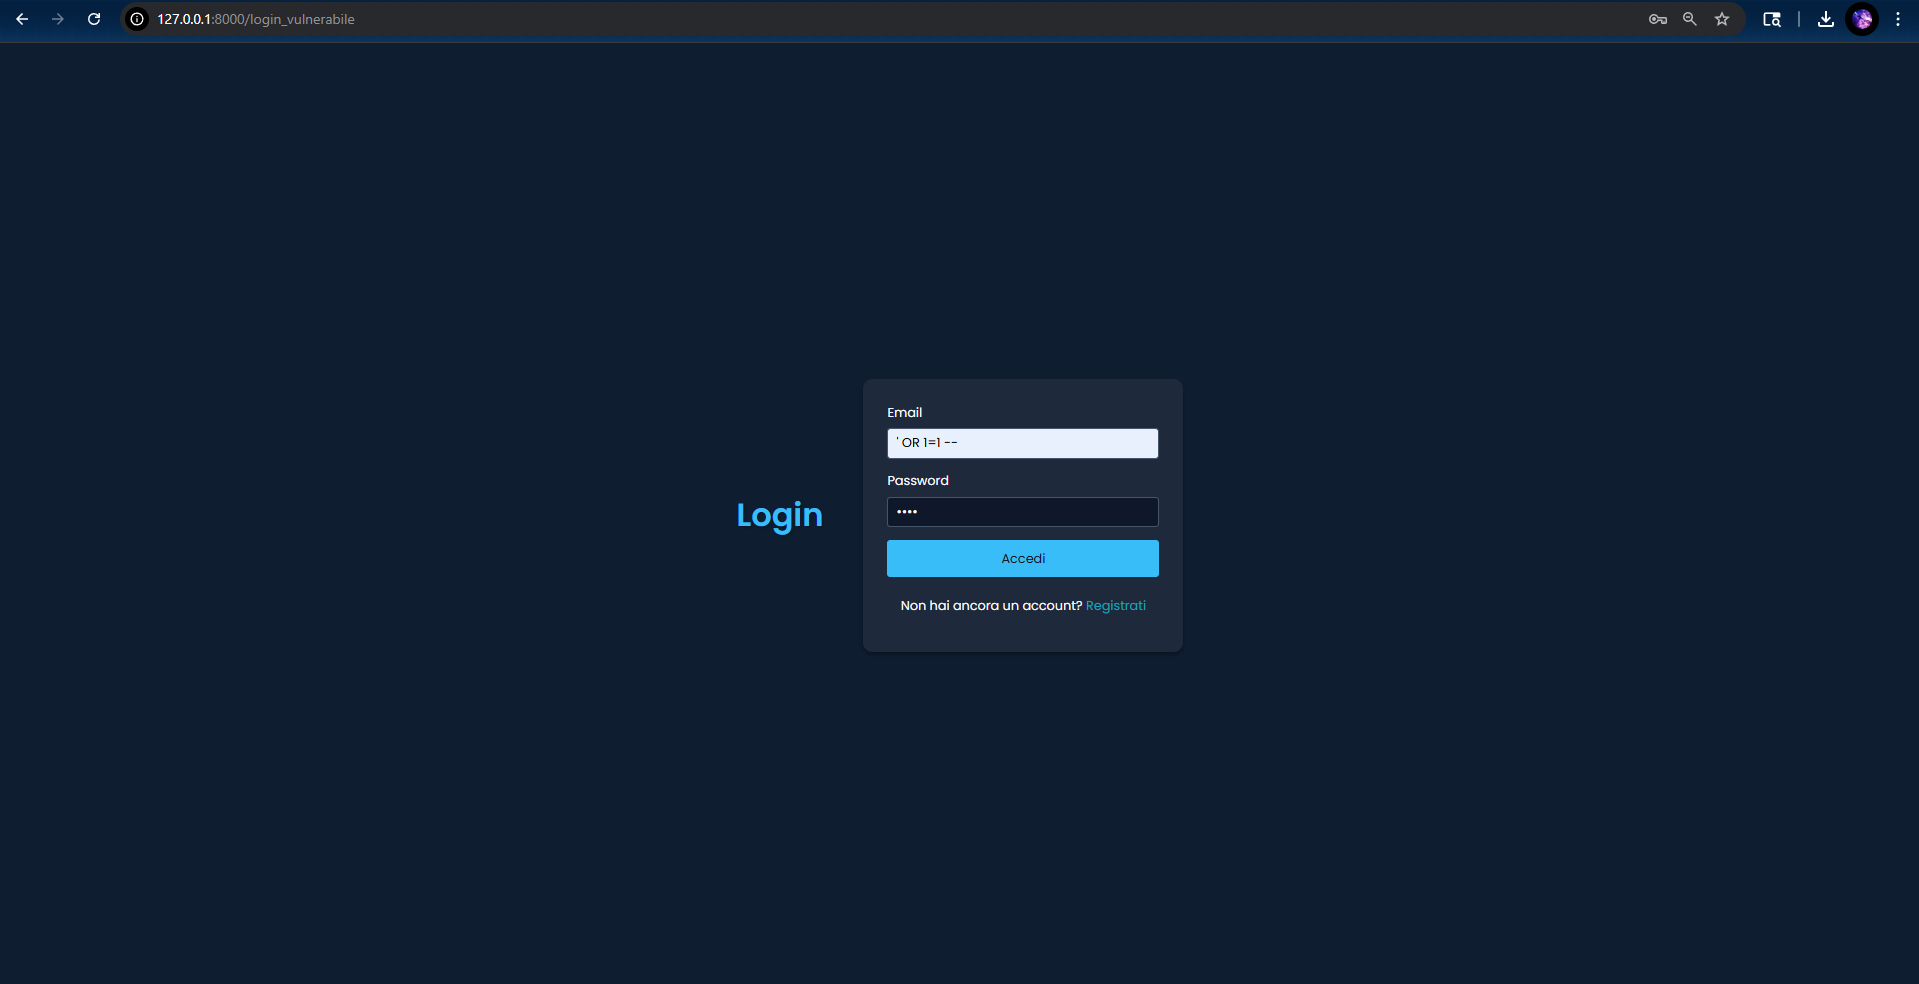 127.0.0.1:8000/login_vulnerabile
Login
Email
' OR 1=1 --
Password
••••
Accedi
Non hai ancora un account? Registrati